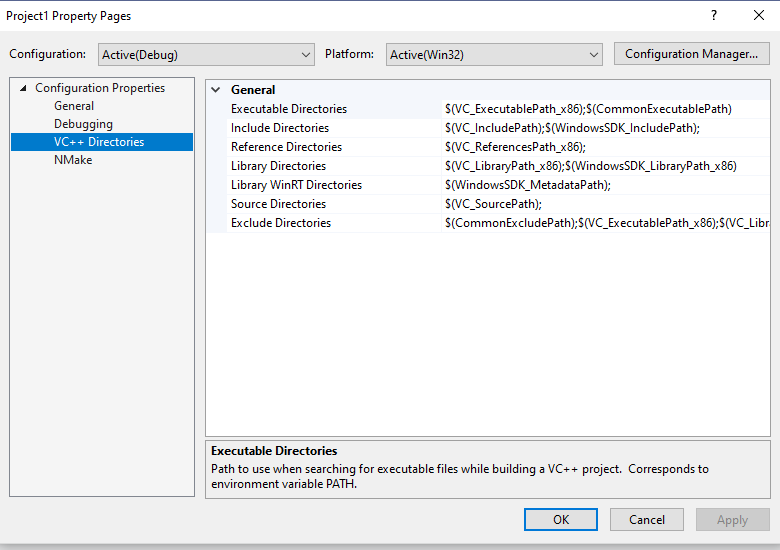 Project1 Property Pages
?
Configuration: Active(Debug) Platform: Active(Win32) Configuration Manager...
Configuration Properties
General
Debugging
VC++ Directories
NMake
General
Executable Directories $(VC_ExecutablePath_x86);$(CommonExecutablePath)
Include Directories $(VC_IncludePath);$(WindowsSDK_IncludePath);
Reference Directories $(VC_ReferencesPath_x86);
Library Directories $(VC_LibraryPath_x86);$(WindowsSDK_LibraryPath_x86)
Library WinRT Directories $(WindowsSDK_MetadataPath);
Source Directories $(VC_SourcePath);
Exclude Directories $(CommonExcludePath);$(VC_ExecutablePath_x86);$(VC_Libr
Executable Directories
Path to use when searching for executable files while building a VC++ project.  Corresponds to
environment variable PATH.
OK Cancel Apply